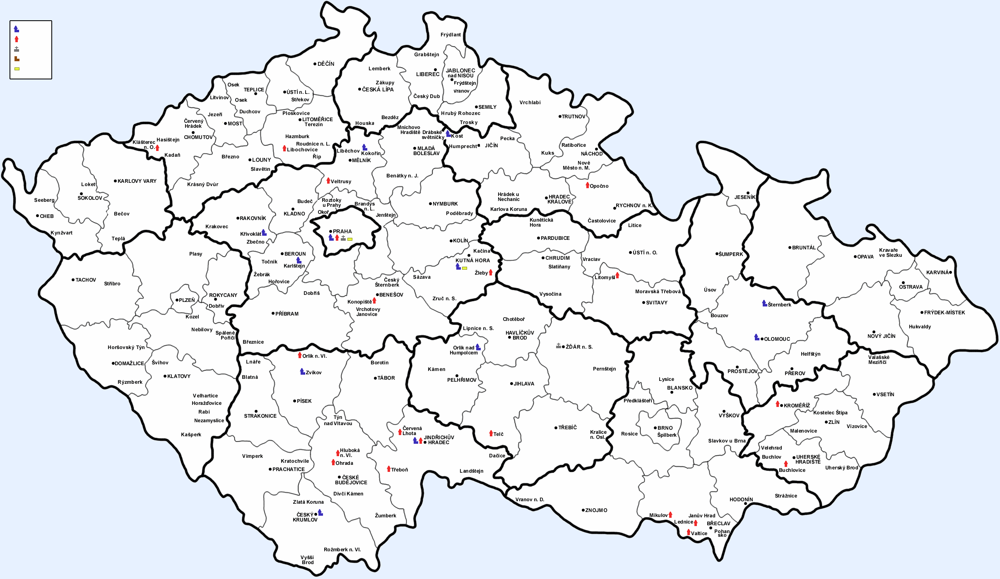 Frýdlant
Grabštejn
DĚČÍN
Lemberk
LIBEREC
JABLONEC
nad NISOU
Frýdštejn
Vranov
Zákupy
ČESKÁ LÍPA
Osek
TEPLICE
ÚSTÍ n. L.
Střekov
Litvínov
Osek
Český Dub
Vrchlabí
SEMILY
Duchcov
Jezeří
Ploskovice
LITOMĚŘICE
Terezín
Bezděz
Houska
Hrubý Rohozec
Trosky
TRUTNOV
Červený
Hrádek
MOST
CHOMUTOV
Mnichovo
Hradiště
Drábské
světničky
Kost
Pecka
Klášterec
n. O.
Hasištejn
Hazmburk
Roudnice n. L.
Libochovice
Říp
Liběchov
Kokořín
MĚLNÍK
MLADÁ
BOLESLAV
Humprecht
JIČÍN
Ratibořice
NÁCHOD
Kuks
Nové
Město n. M.
Kadaň
Březno
LOUNY
Slavětín
KARLOVY VARY
Loket
Krásný Dvůr
Veltrusy
Benátky n. J.
Opočno
SOKOLOV
Seeberg
Budeč
Roztoky
u Prahy
Brandýs
n. L.
NYMBURK
Hrádek u
Nechanic
HRADEC
KRÁLOVÉ
RYCHNOV n. K.
JESENÍK
CHEB
Bečov
RAKOVNÍK
KLADNO
Okoř
Jenštejn
Poděbrady
Karlova Koruna
Kunětická
Hora
Častolovice
Litice
Kynžvart
Teplá
Krakovec
Křivoklát
Zbečno
PRAHA
KOLÍN
PARDUBICE
ÚSTÍ n. O.
ŠUMPERK
BRUNTÁL
OPAVA
Kravaře
ve Slezku
Plasy
BEROUN
Točník
Karlštejn
Kačina
KUTNÁ HORA
Žleby
CHRUDIM
Slatiňany
Vraclav
Litomyšl
KARVINÁ
OSTRAVA
TACHOV
Stříbro
Žebrák
Hořovice
Sázava
Český
Šternberk
BENEŠOV
Konopiště
Vrchotovy
Janovice
Dobříš
Zruč n. S.
Vysočina
Moravská Třebová
SVITAVY
Úsov
Šternberk
Bouzov
PLZEŇ
ROKYCANY
Dobřív
Kozel
Nebílovy
Spálené
Poříčí
PŘÍBRAM
Březnice
Chotěboř
Lipnice n. S.
HAVLÍČKŮV
BROD
FRÝDEK-MÍSTEK
Hukvaldy
NOVÝ JIČÍN
OLOMOUC
Horšovský Týn
DOMAŽLICE
Švihov
KLATOVY
Rýzmberk
Orlík n. Vl.
Lnáře
Zvíkov
Blatná
Borotín
TÁBOR
Orlík nad
Humpolcem
Kámen
PELHŘIMOV
ŽĎÁR n. S.
Pernštejn
JIHLAVA
Lysice
BLANSKO
Helfštýn
PROSTĚJOV
PŘEROV
Valašské
Meziříčí
VSETÍN
Velhartice
Horažďovice
Rabí
Nezamyslice
Kašperk
PÍSEK
STRAKONICE
Týn
nad Vltavou
Předklášteří
KROMĚŘÍŽ
VYŠKOV
Kostelec Štípa
ZLÍN
Vizovice
Malenovice
Červená
Lhota
JINDŘICHŮV
HRADEC
Telč
TŘEBÍČ
Kralice
n. Osl.
Rosice
BRNO
Špilberk
Slavkov u Brna
Velehrad
Buchlov
Buchlovice
UHERSKÉ
HRADIŠTĚ
Uherský Brod
Vimperk
Kratochvíle
PRACHATICE
Hluboká
n. Vl.
Ohrada
Třeboň
Dačice
Landštejn
ČESKÉ
BUDĚJOVICE
Dívčí Kámen
Zlatá Koruna
ČESKÝ
KRUMLOV
Žumberk
Vranov n. D.
ZNOJMO
HODONÍN
Strážnice
Mikulov
Janův Hrad
Lednice
BŘECLAV
Valtice
Pohan
sko
Rožmberk n. Vl.
Vyšší
Brod